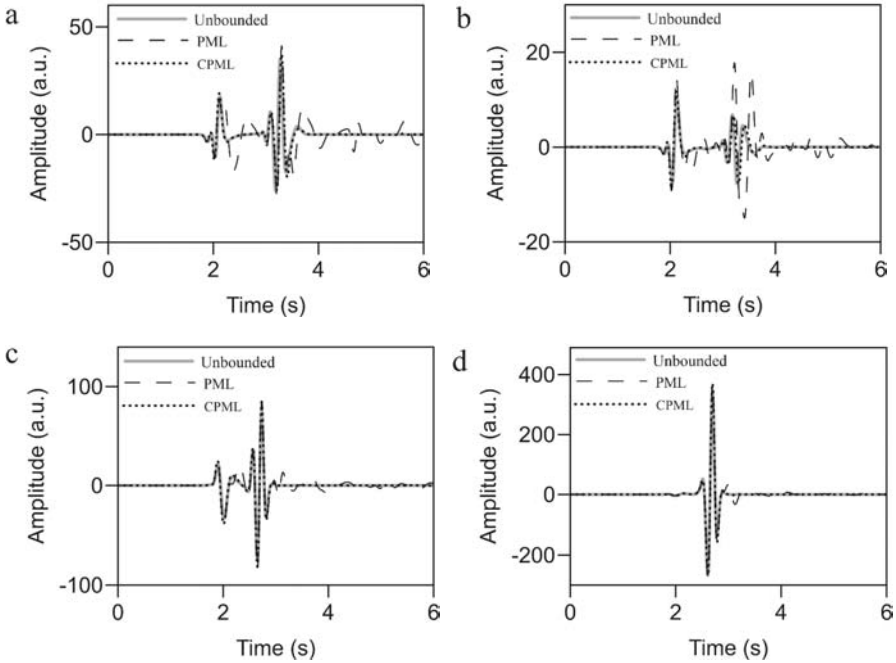 a
50
0
-50
Amplitude (a.u.)
Unbounded
PML
CPML
0 2 4 6
Time (s)
b
20
0
-20
Amplitude (a.u.)
Unbounded
PML
CPML
0 2 4 6
Time (s)
c
100
0
-100
Amplitude (a.u.)
Unbounded
PML
CPML
0 2 4 6
Time (s)
d
400
200
0
-200
Amplitude (a.u.)
Unbounded
PML
CPML
0 2 4 6
Time (s)